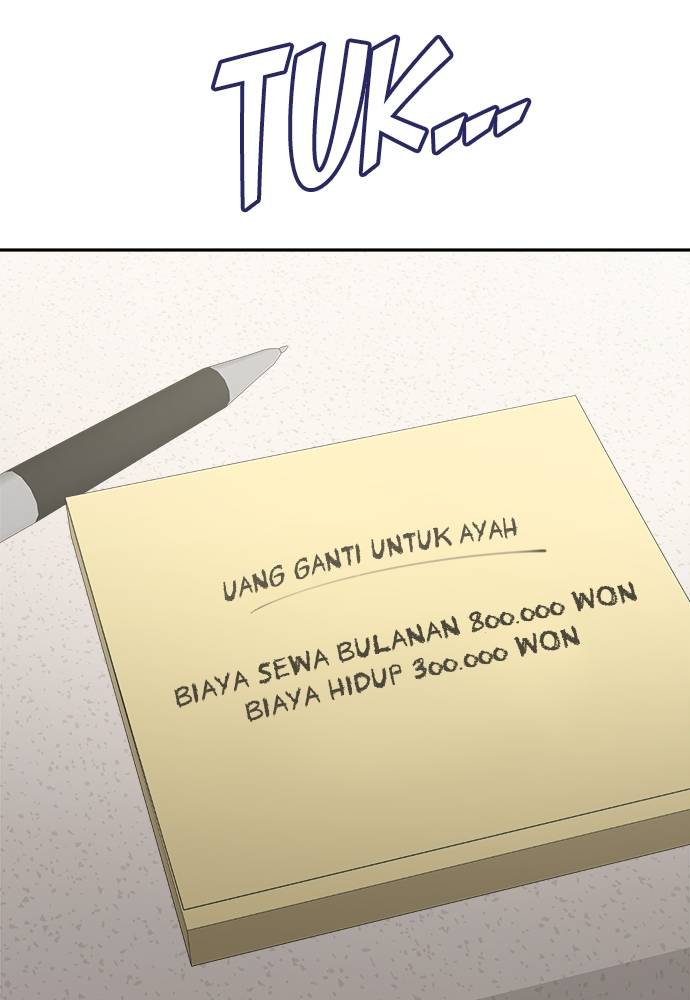 TUK...
UANG GANTI UNTUK AYAH
BIAYA SEWA BULANAN 800.000 WON
BIAYA HIDUP 300.000 WON